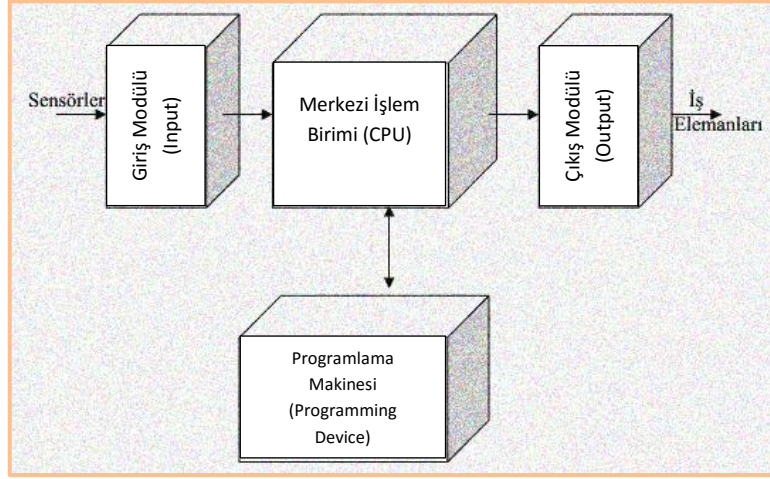 Sensörler
Giriş Modülü
(Input)
Merkezi İşlem
Birimi (CPU)
Çıkış Modülü
(Output)
İş
Elemanları
Programlama
Makinesi
(Programming
Device)